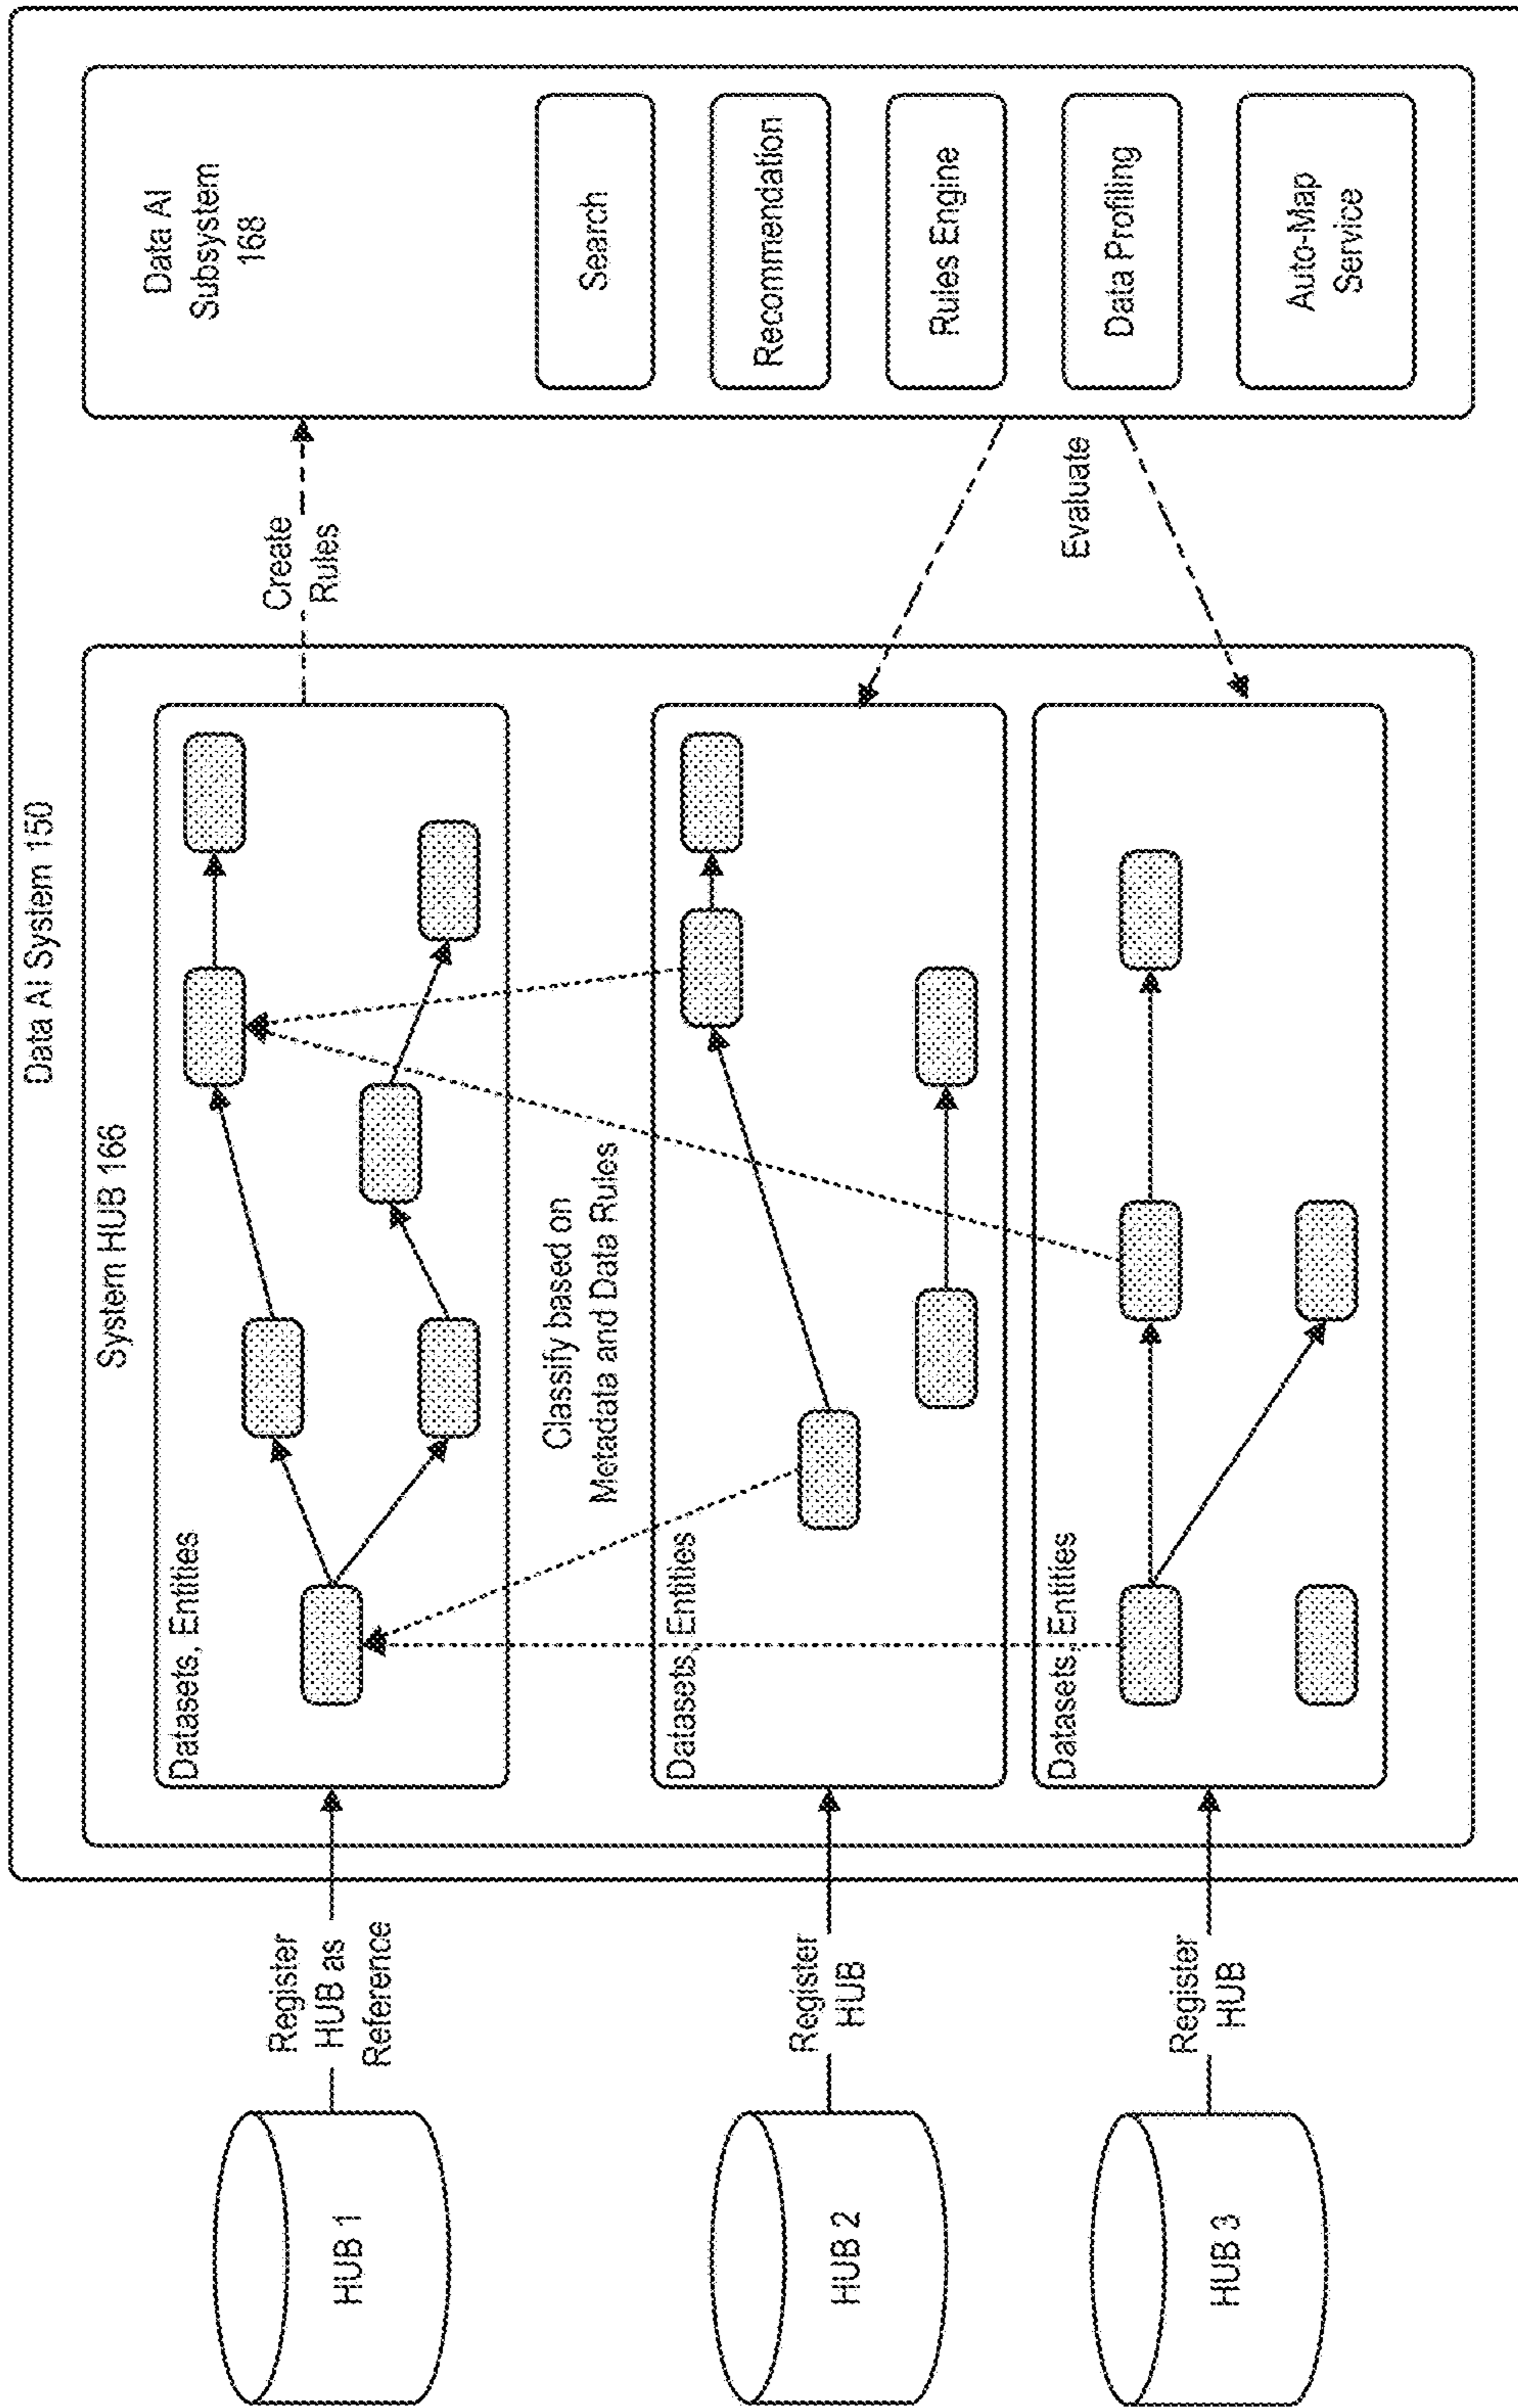 Data AI System 150
System HUB 166
HUB 1
Register
HUB as
Reference
Datasets, Entities
Create
Rules
Data AI
Subsystem
168
Search
Recommendation
Rules Engine
Data Profiling
Auto-Map
Service
Classify based on
Metadata and Data Rules
HUB 2
Register
HUB
Datasets, Entities
Evaluate
HUB 3
Register
HUB
Datasets, Entities